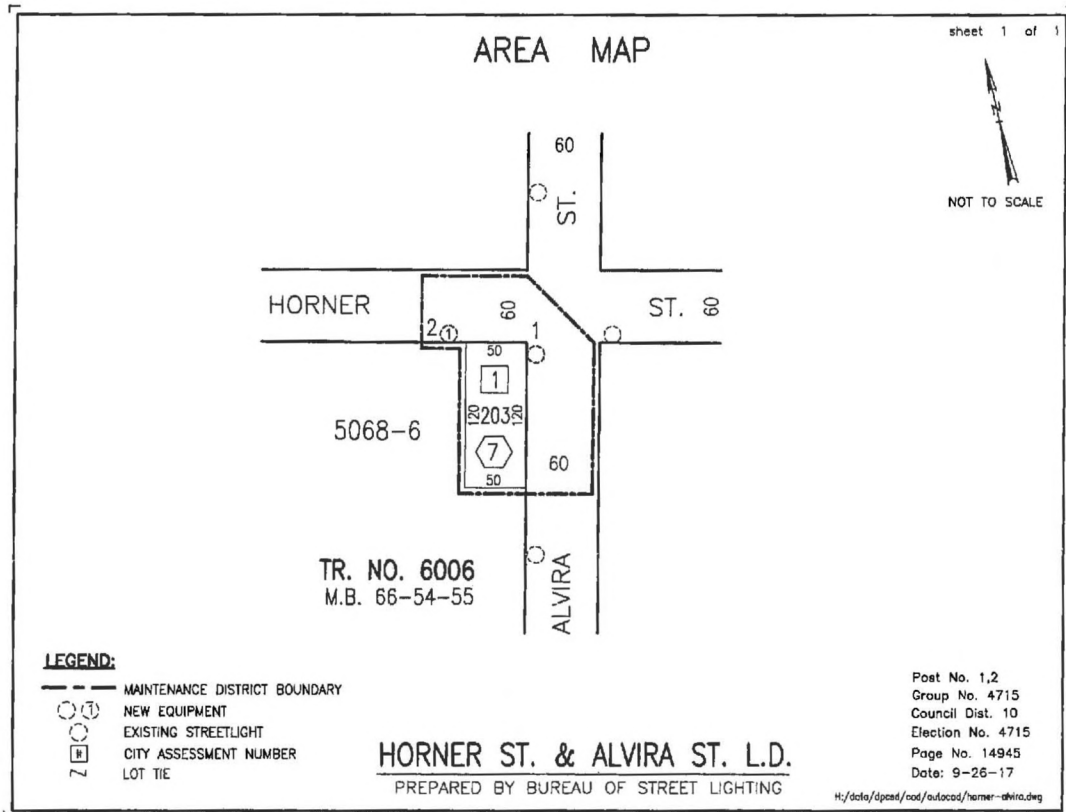 sheet 1 of 1
AREA MAP
N
NOT TO SCALE
60
ST.
HORNER
60
ST. 60
2 1
1
50
1
120 203 120
5068-6
7
60
50
TR. NO. 6006
M.B. 66-54-55
ALVIRA
LEGEND:
MAINTENANCE DISTRICT BOUNDARY
1 NEW EQUIPMENT
EXISTING STREETLIGHT
# CITY ASSESSMENT NUMBER
LOT TIE
HORNER ST. & ALVIRA ST. L.D.
PREPARED BY BUREAU OF STREET LIGHTING
Post No. 1,2
Group No. 4715
Council Dist. 10
Election No. 4715
Page No. 14945
Date: 9-26-17
H:/data/dpcad/cad/autocad/horner-alvira.dwg